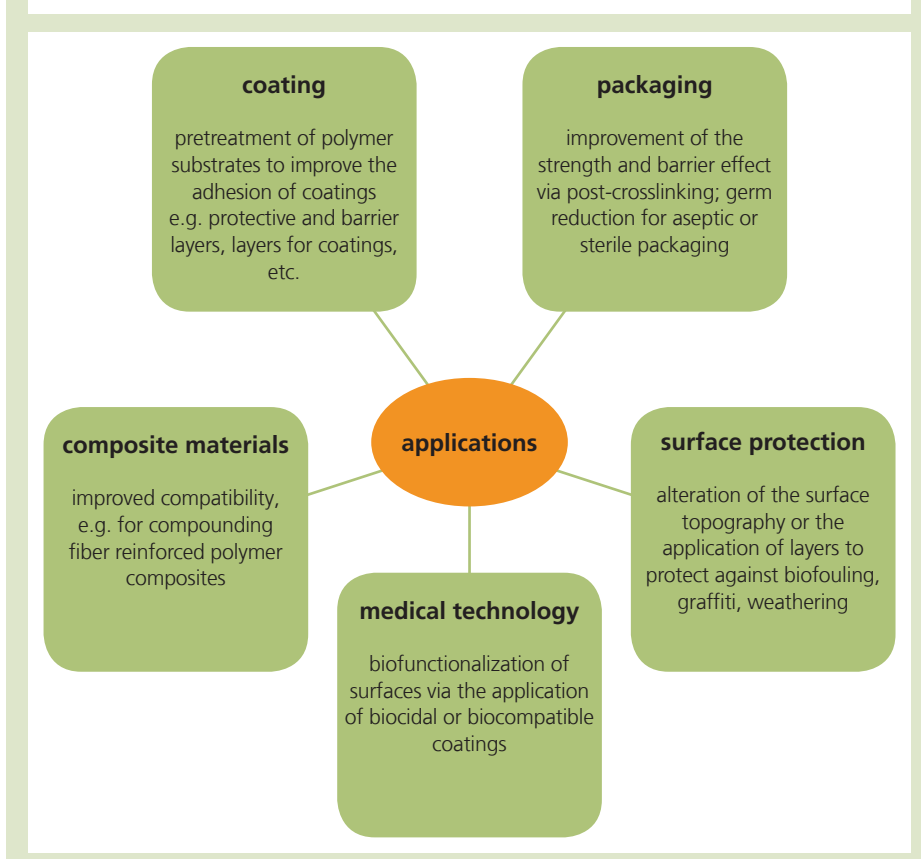 coating
pretreatment of polymer
substrates to improve the
adhesion of coatings
e.g. protective and barrier
layers, layers for coatings,
etc.
packaging
improvement of the
strength and barrier effect
via post-crosslinking; germ
reduction for aseptic or
sterile packaging
applications
composite materials
improved compatibility,
e.g. for compounding
fiber reinforced polymer
composites
surface protection
alteration of the surface
topography or the
application of layers to
protect against biofouling,
graffiti, weathering
medical technology
biofunctionalization of
surfaces via the application
of biocidal or biocompatible
coatings